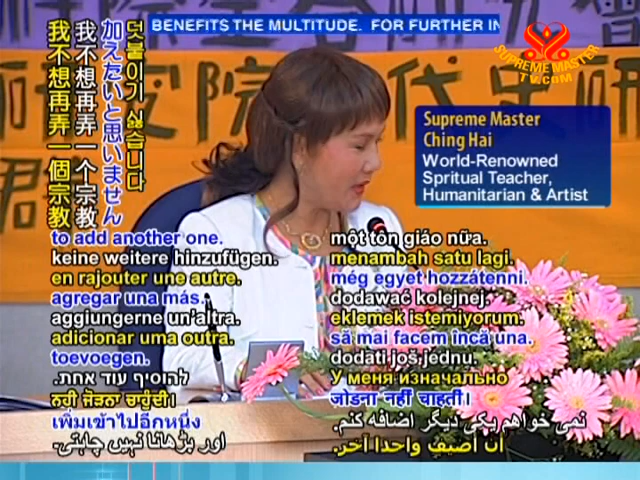 BENEFITS THE MULTITUDE. FOR FURTHER IN
SUPREME MASTER
TV.COM
Supreme Master
Ching Hai
World-Renowned
Spritual Teacher,
Humanitarian & Artist
덧붙이기 싫습니다
加えたいと思いません
我不想再弄一个宗教
我不想再弄一個宗教
to add another one.
keine weitere hinzufügen.
en rajouter une autre.
agregar una más.
aggiungerne un'altra.
adicionar uma outra.
toevoegen.
להוסיף עוד אחת.
ਨਹੀ ਜੋੜਨਾ ਚਾਹੁੰਦੀ।
เพิ่มเข้าไปอีกหนึ่ง
اور بڑھانا نہیں چاہتی.
một tôn giáo nữa.
menambah satu lagi.
még egyet hozzátenni.
dodawać kolejnej.
eklemek istemiyorum.
să mai facem încă una.
dodati još jednu.
У меня изначально
जोडना नहीं चाहती।
نمی خواهم یکی دیگر اضافه کنم.
أن أضيف واحداً آخر.